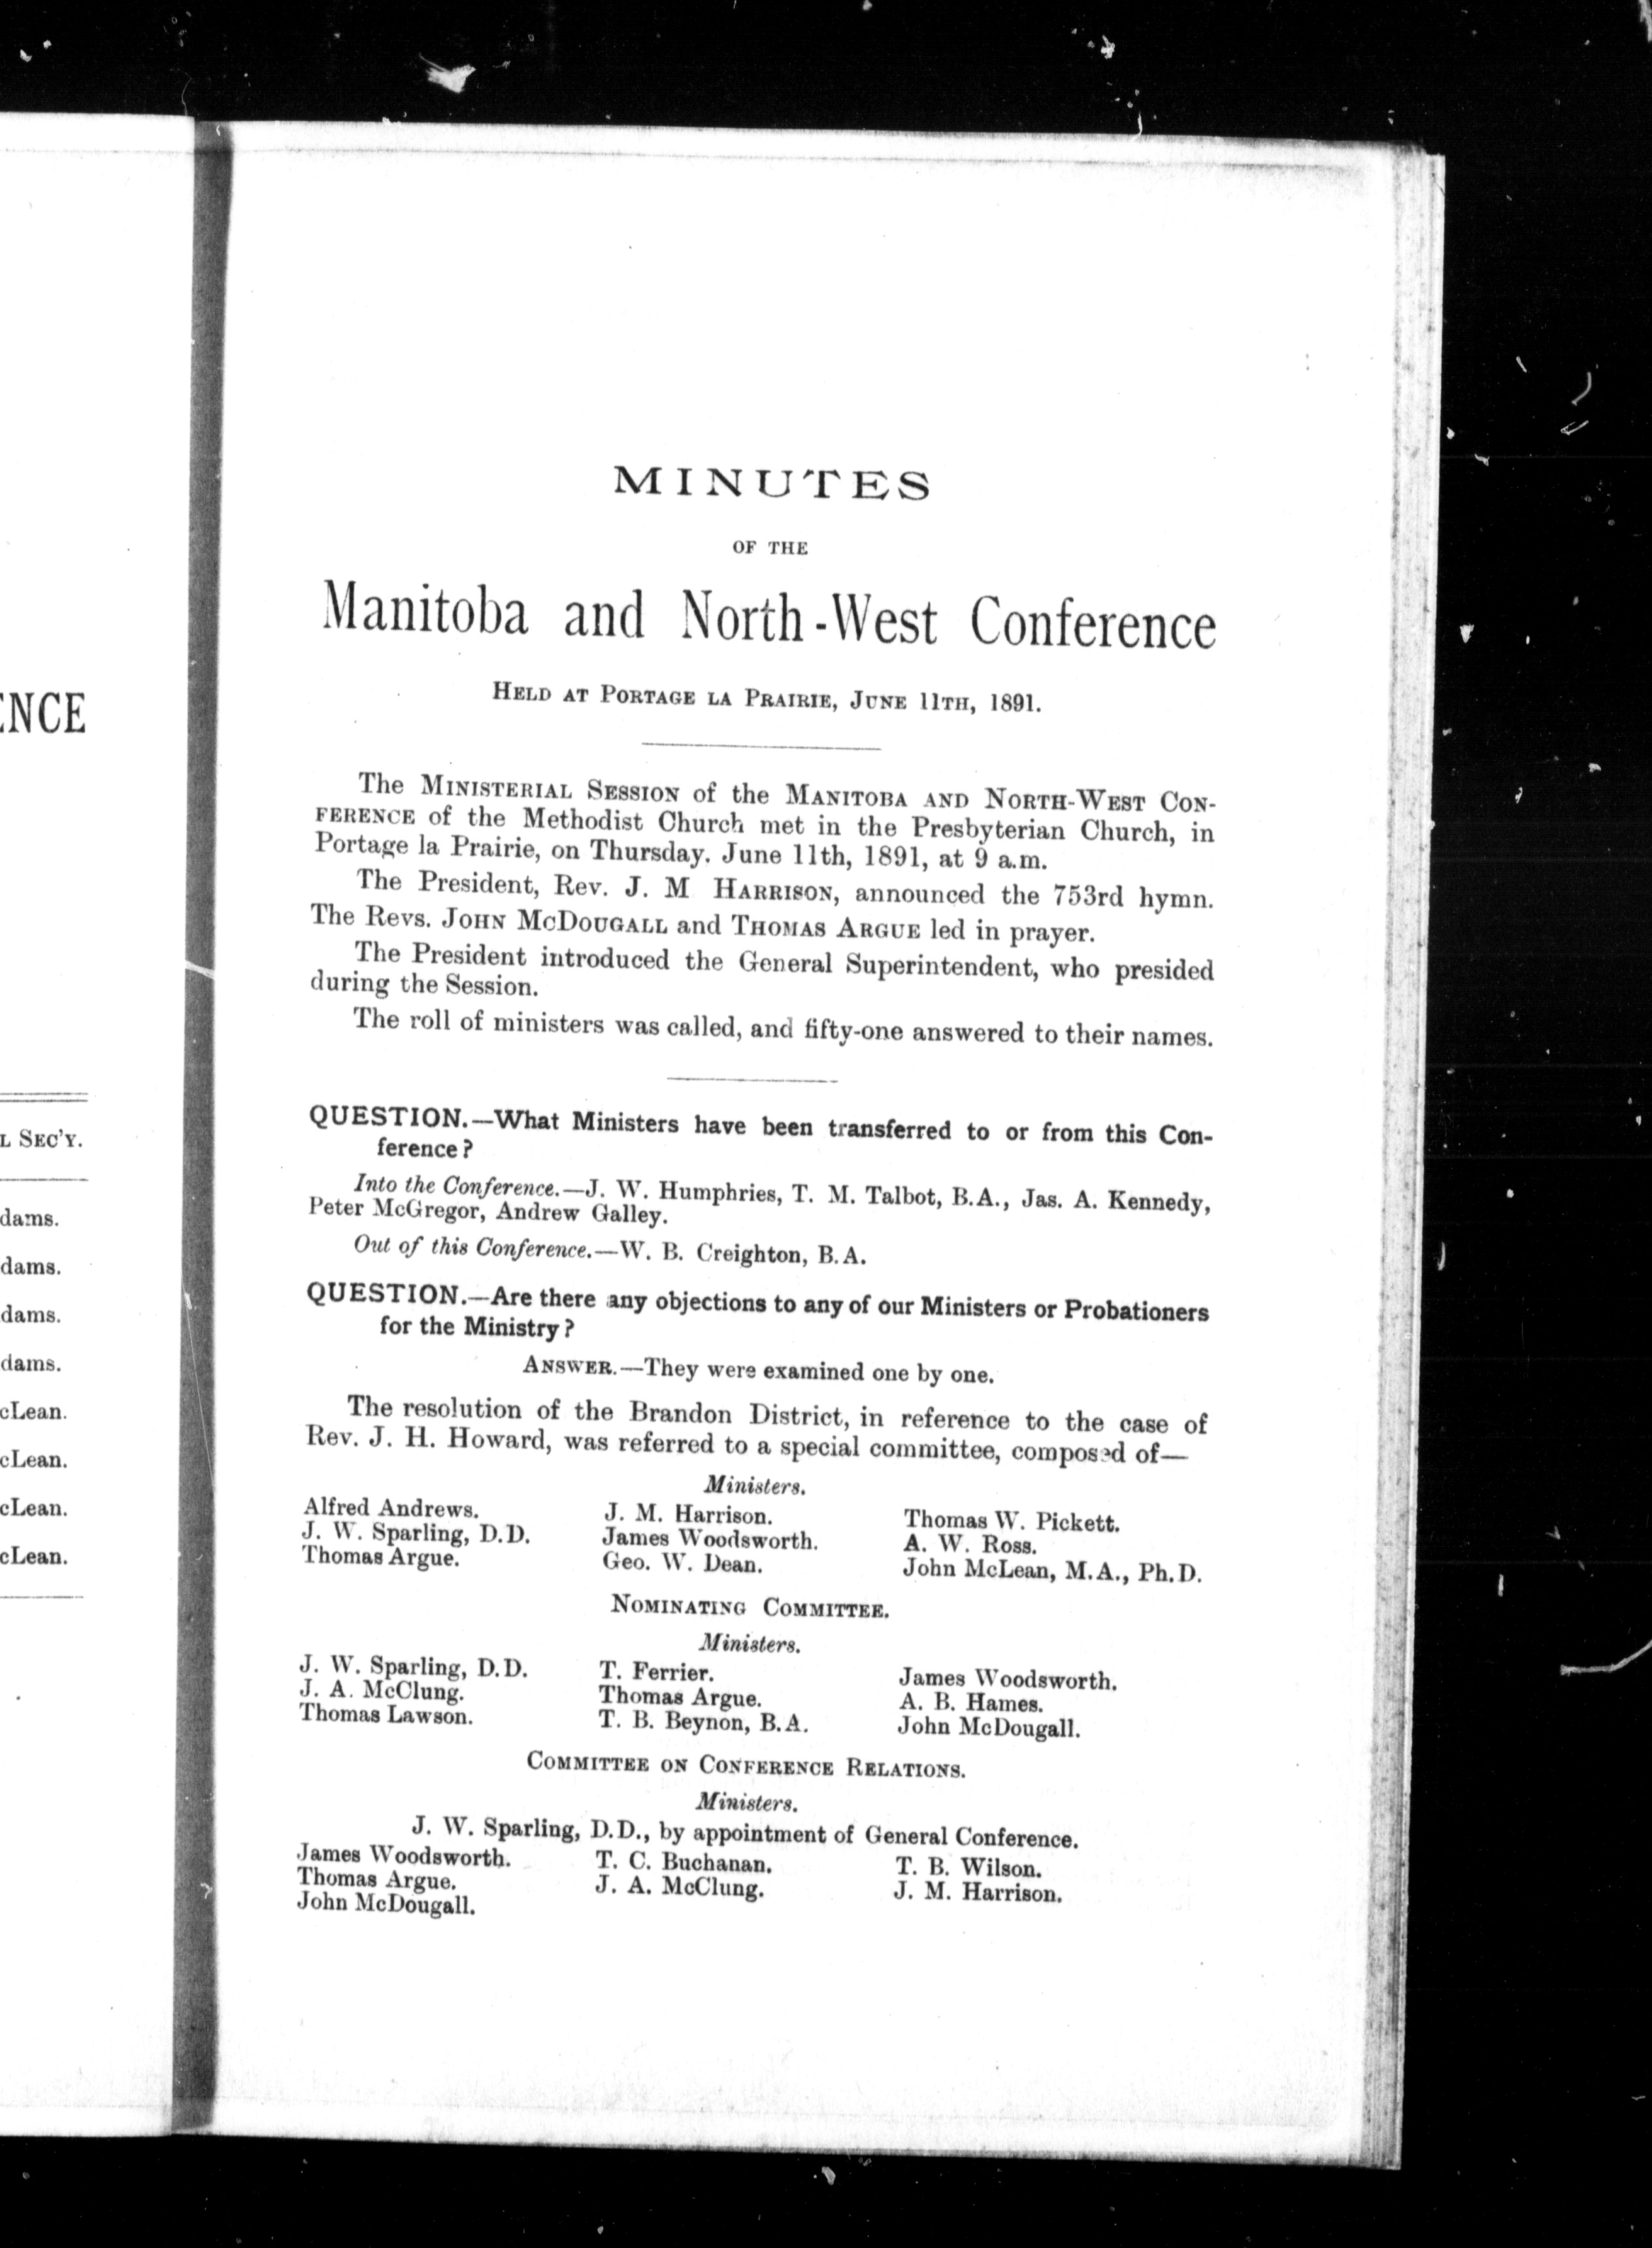 ENCE
L SEC'Y.
dams.
dams.
dams.
dams.
cLean.
cLean.
cLean.
cLean.
MINUTES
OF THE
Manitoba and North-West Conference
HELD AT PORTAGE LA PRAIRIE, JUNE 11TH, 1891.
The MINISTERIAL SESSION of the MANITOBA AND NORTH-WEST CON-
FERENCE of the Methodist Church met in the Presbyterian Church, in
Portage la Prairie, on Thursday. June 11th, 1891, at 9 a.m.
The President, Rev. J. M HARRISON, announced the 753rd hymn.
The Revs. JOHN MCDOUGALL and THOMAS ARGUE led in prayer.
The President introduced the General Superintendent, who presided
during the Session.
The roll of ministers was called, and fifty-one answered to their names.
QUESTION.—What Ministers have been transferred to or from this Con-
ference?
Into the Conference.—J. W. Humphries, T. M. Talbot, B.A., Jas. A. Kennedy,
Peter McGregor, Andrew Galley.
Out of this Conference.—W. B. Creighton, B.A.
QUESTION.—Are there any objections to any of our Ministers or Probationers
for the Ministry?
ANSWER.—They were examined one by one.
The resolution of the Brandon District, in reference to the case of
Rev. J. H. Howard, was referred to a special committee, composed of—
Ministers.
Alfred Andrews. J. M. Harrison. Thomas W. Pickett.
J. W. Sparling, D.D. James Woodsworth. A. W. Ross.
Thomas Argue. Geo. W. Dean. John McLean, M.A., Ph.D.
NOMINATING COMMITTEE.
Ministers.
J. W. Sparling, D.D. T. Ferrier. James Woodsworth.
J. A. McClung. Thomas Argue. A. B. Hames.
Thomas Lawson. T. B. Beynon, B.A. John McDougall.
COMMITTEE ON CONFERENCE RELATIONS.
Ministers.
J. W. Sparling, D.D., by appointment of General Conference.
James Woodsworth. T. C. Buchanan. T. B. Wilson.
Thomas Argue. J. A. McClung. J. M. Harrison.
John McDougall.